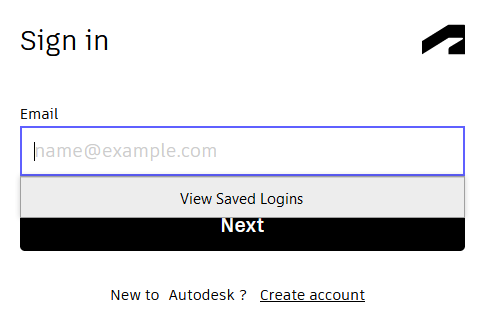 Sign in
Email
name@example.com
View Saved Logins
Next
New to Autodesk ? Create account